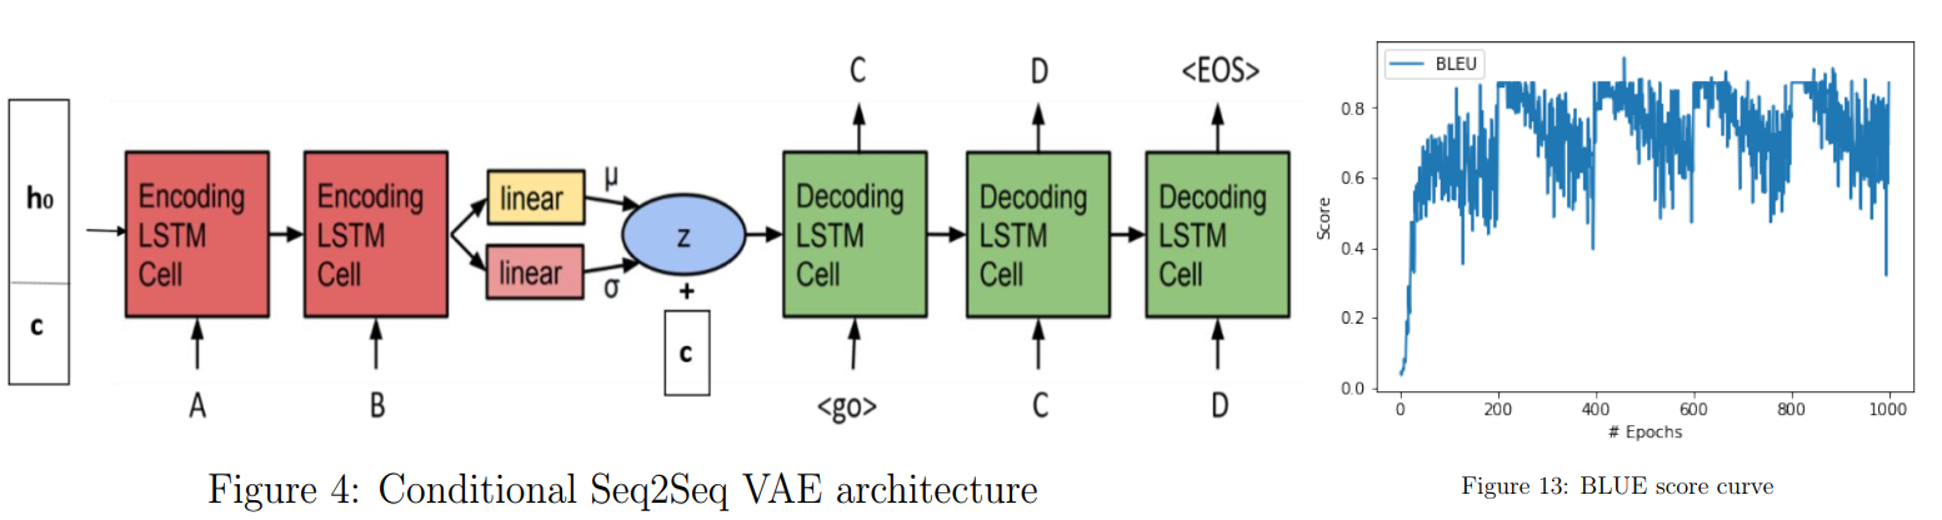 h₀
c
Encoding
LSTM
Cell
A
Encoding
LSTM
Cell
B
linear
μ
linear
σ
z
+
c
C
Decoding
LSTM
Cell
<go>
D
Decoding
LSTM
Cell
C
<EOS>
Decoding
LSTM
Cell
D
Figure 4: Conditional Seq2Seq VAE architecture
BLEU
Score
0.8
0.6
0.4
0.2
0.0
0 200 400 600 800 1000
# Epochs
Figure 13: BLUE score curve